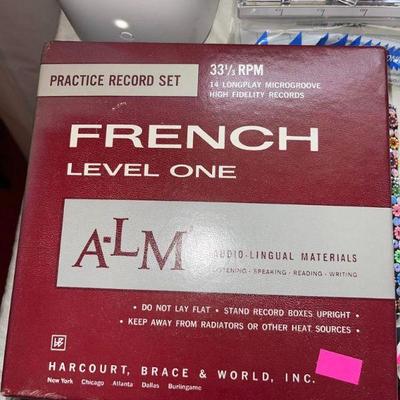 PRACTICE RECORD SET
33⅓ RPM
14 LONGPLAY MICROGROOVE
HIGH FIDELITY RECORDS
FRENCH
LEVEL ONE
A-LM
AUDIO-LINGUAL MATERIALS
LISTENING · SPEAKING · READING · WRITING
• DO NOT LAY FLAT • STAND RECORD BOXES UPRIGHT •
• KEEP AWAY FROM RADIATORS OR OTHER HEAT SOURCES •
HARCOURT, BRACE & WORLD, INC.
New York Chicago Atlanta Dallas Burlingame